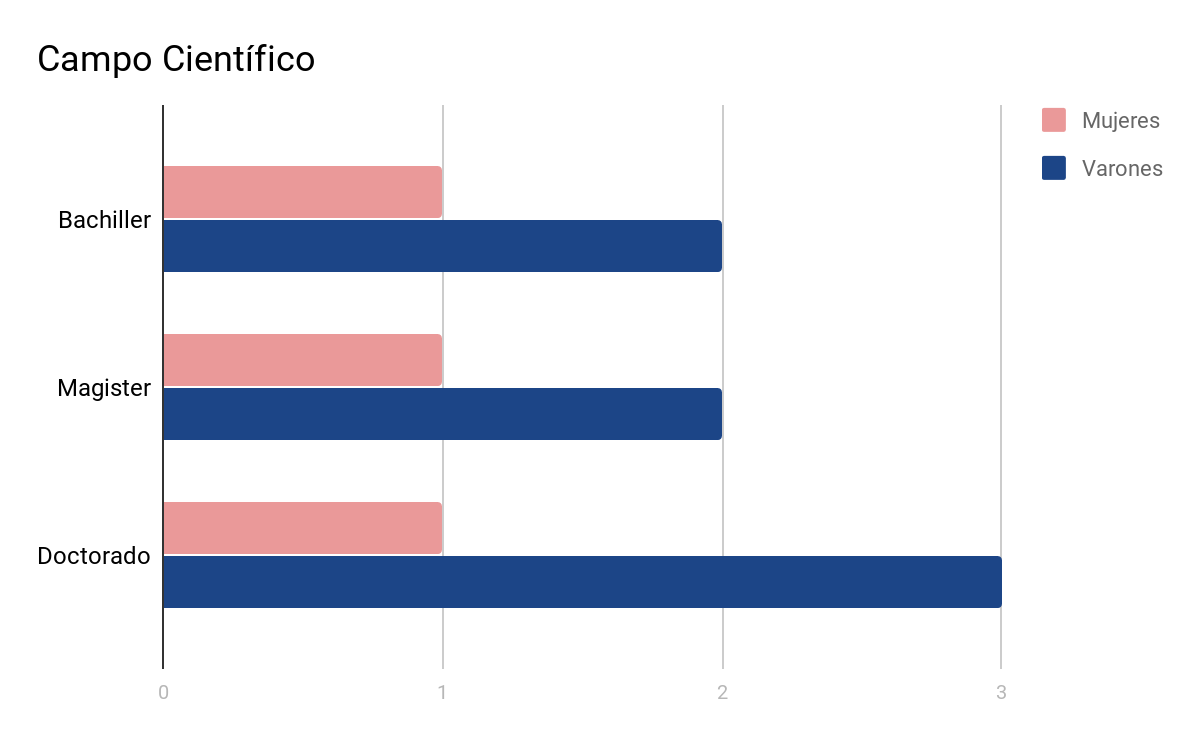 Campo Científico
Mujeres
Varones
Bachiller
Magister
Doctorado
0 1 2 3